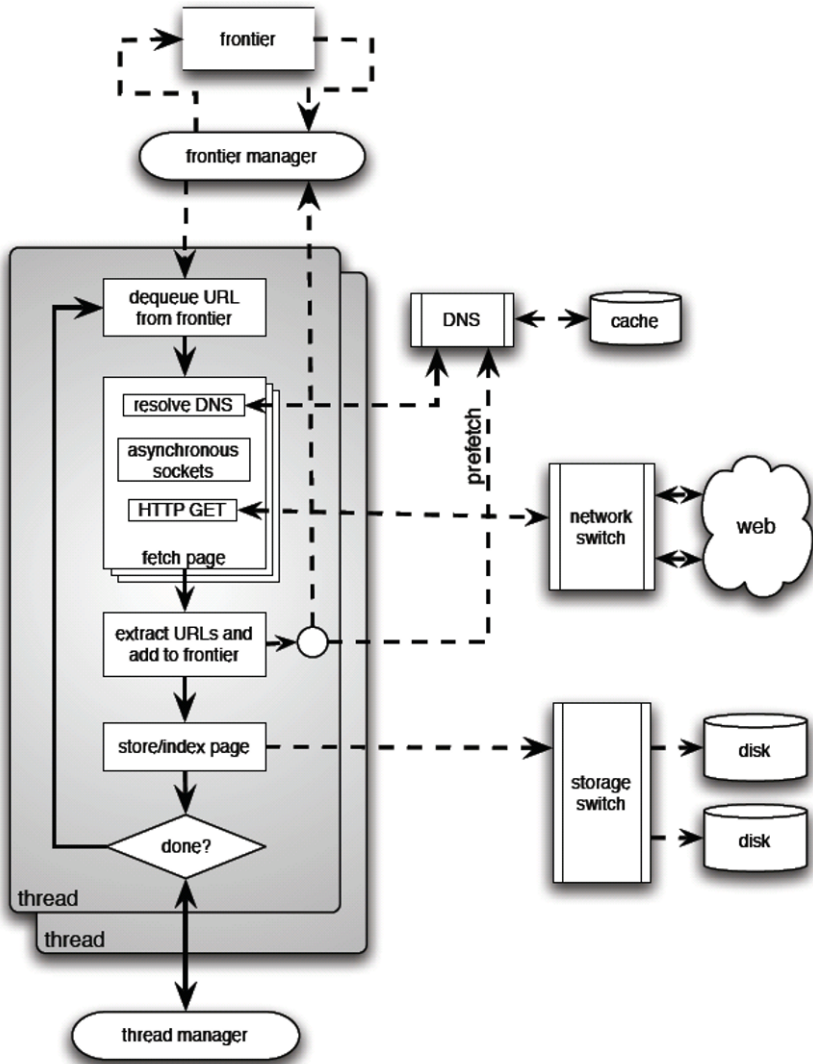 frontier
frontier manager
dequeue URL
from frontier
DNS
cache
resolve DNS
prefetch
asynchronous
sockets
HTTP GET
network
switch
web
fetch page
extract URLs and
add to frontier
store/index page
storage
switch
disk
disk
done?
thread
thread
thread manager